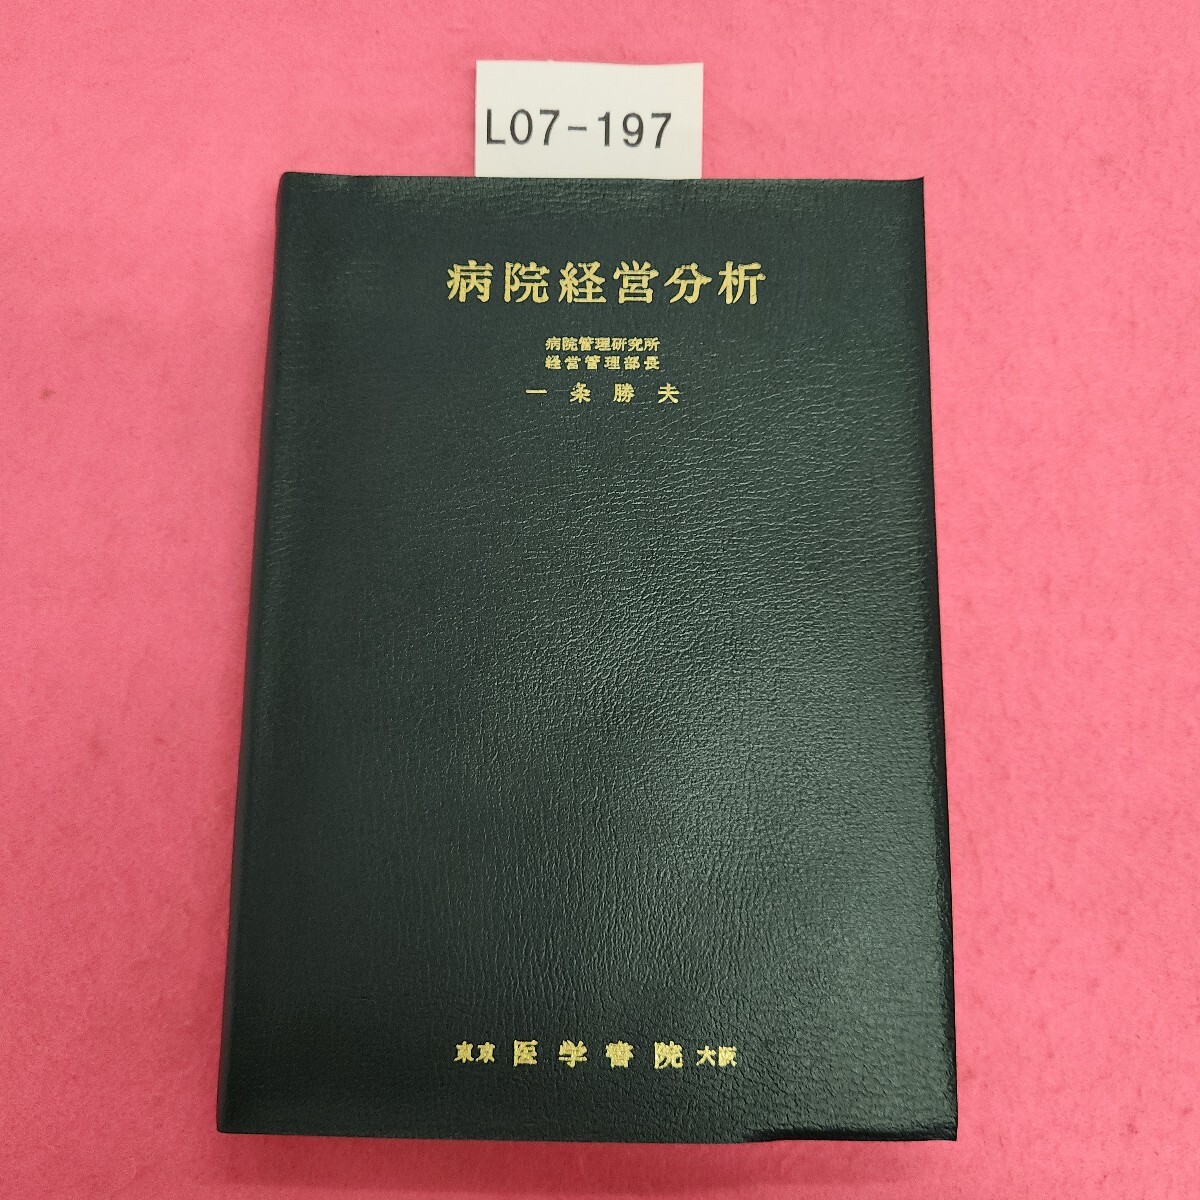 L07-197
病院経営分析
病院管理研究所
経営管理部長
一条勝夫
東京 医学書院 大阪